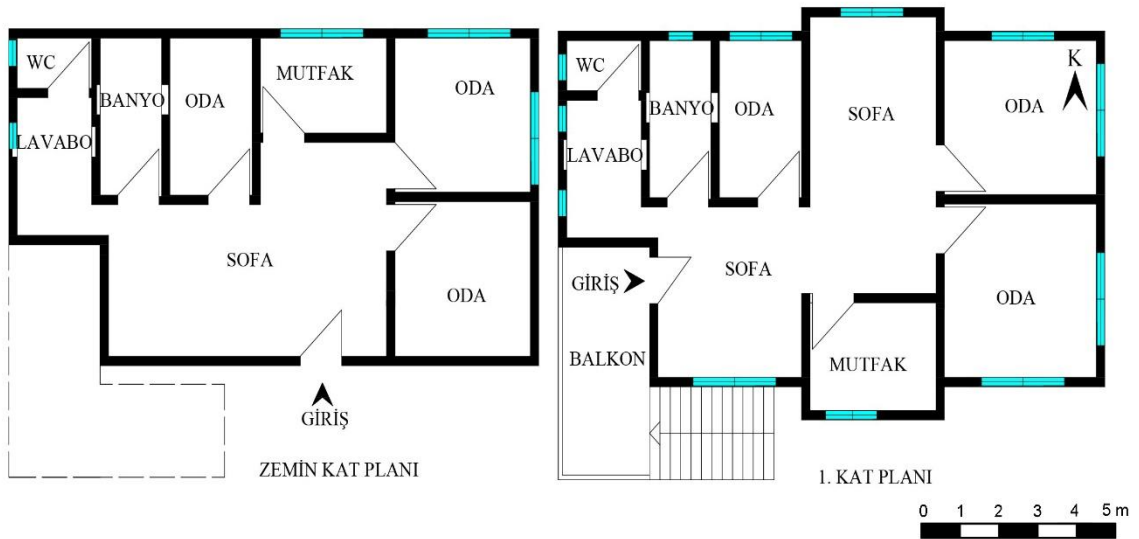 WC
BANYO
ODA
MUTFAK
ODA
LAVABO
SOFA
ODA
GİRİŞ
ZEMİN KAT PLANI
WC
BANYO
ODA
SOFA
ODA
K
LAVABO
GİRİŞ
SOFA
ODA
BALKON
MUTFAK
1. KAT PLANI
0 1 2 3 4 5 m